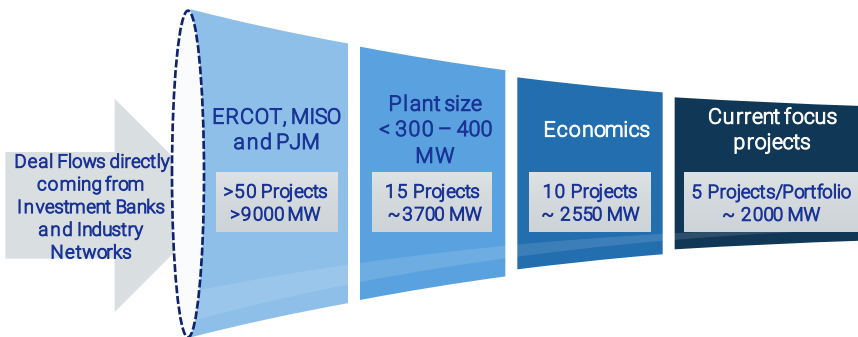 Deal Flows directly
coming from
Investment Banks
and Industry
Networks
ERCOT, MISO
and PJM
>50 Projects
>9000 MW
Plant size
< 300 – 400
MW
15 Projects
~3700 MW
Economics
10 Projects
~ 2550 MW
Current focus
projects
5 Projects/Portfolio
~ 2000 MW